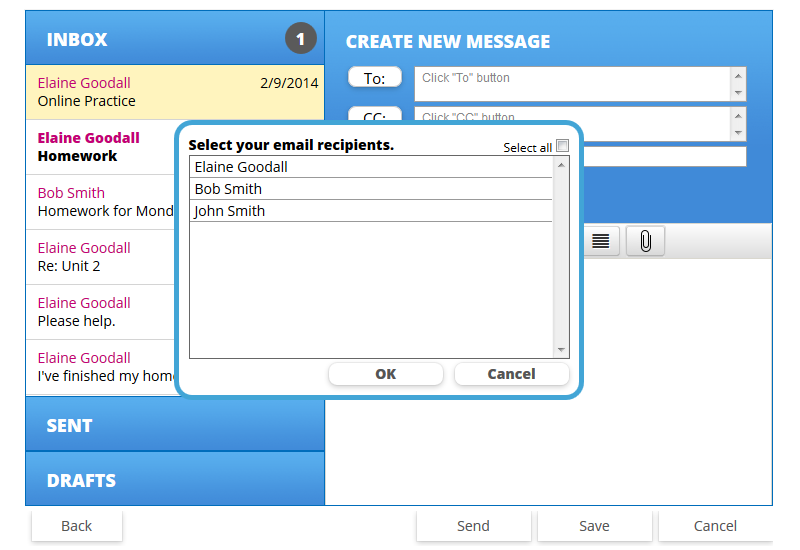 INBOX
1
Elaine Goodall
2/9/2014
Online Practice
Elaine Goodall
Homework
Bob Smith
Homework for Mond
Elaine Goodall
Re: Unit 2
Elaine Goodall
Please help.
Elaine Goodall
I've finished my hom
SENT
DRAFTS
CREATE NEW MESSAGE
To:
Click "To" button
CC:
Click "CC" button
Select your email recipients.
Select all
Elaine Goodall
Bob Smith
John Smith
OK
Cancel
Back
Send
Save
Cancel